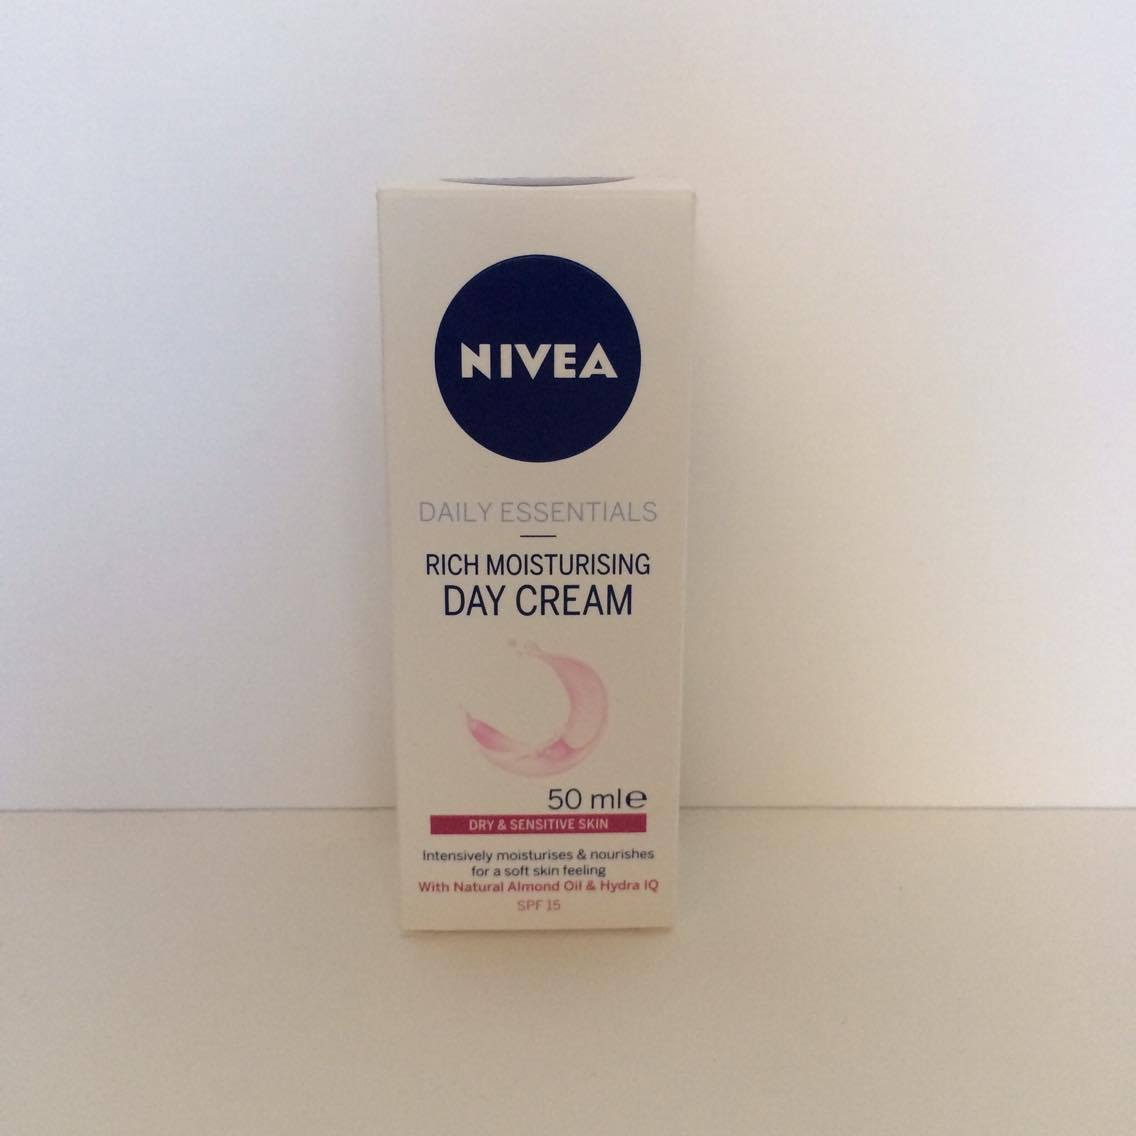 NIVEA
DAILY ESSENTIALS
RICH MOISTURISING
DAY CREAM
50 ml℮
DRY & SENSITIVE SKIN
Intensively moisturises & nourishes
for a soft skin feeling
With Natural Almond Oil & Hydra IQ
SPF 15